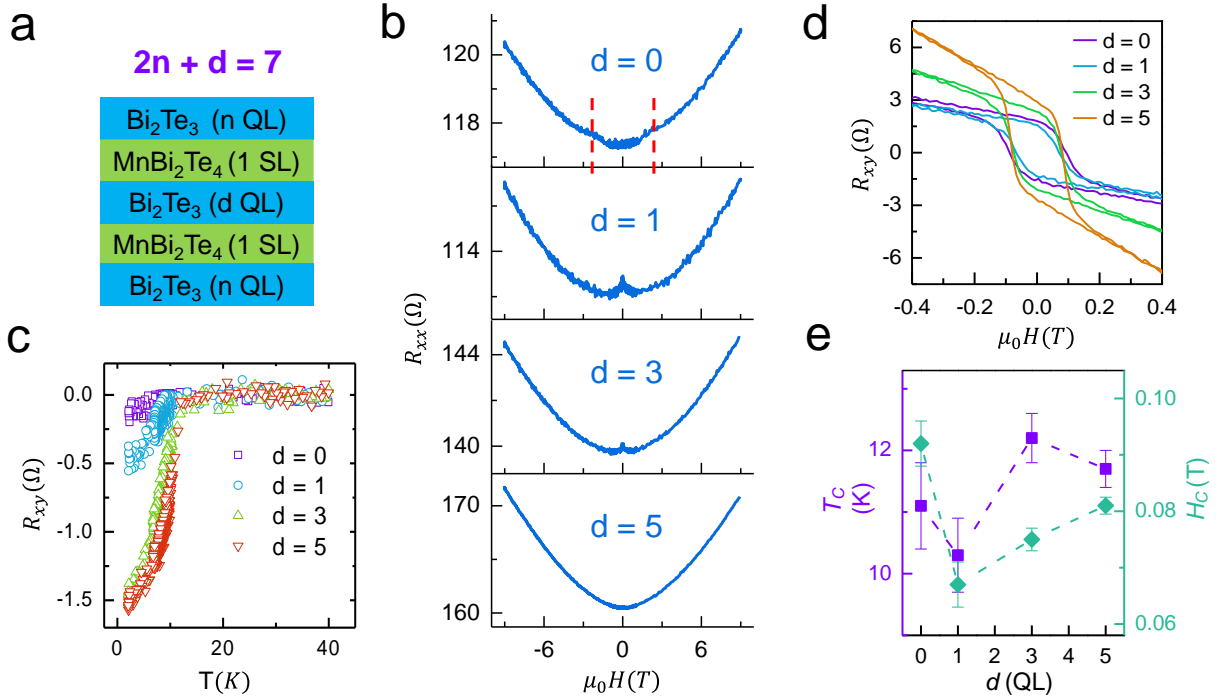 a
2n + d = 7
Bi₂Te₃ (n QL)
MnBi₂Te₄ (1 SL)
Bi₂Te₃ (d QL)
MnBi₂Te₄ (1 SL)
Bi₂Te₃ (n QL)
b
120
118
d = 0
114
d = 1
144
140
d = 3
170
160
d = 5
Rxx(Ω)
-6 0 6
μ₀H(T)
c
0.0
-0.5
-1.0
-1.5
Rxy(Ω)
d = 0
d = 1
d = 3
d = 5
0 10 20 30 40
T(K)
d
6
3
0
-3
-6
Rxy(Ω)
d = 0
d = 1
d = 3
d = 5
-0.4 -0.2 0.0 0.2 0.4
μ₀H(T)
e
12
10
TC
(K)
0.10
0.08
0.06
HC(T)
0 1 2 3 4 5
d (QL)